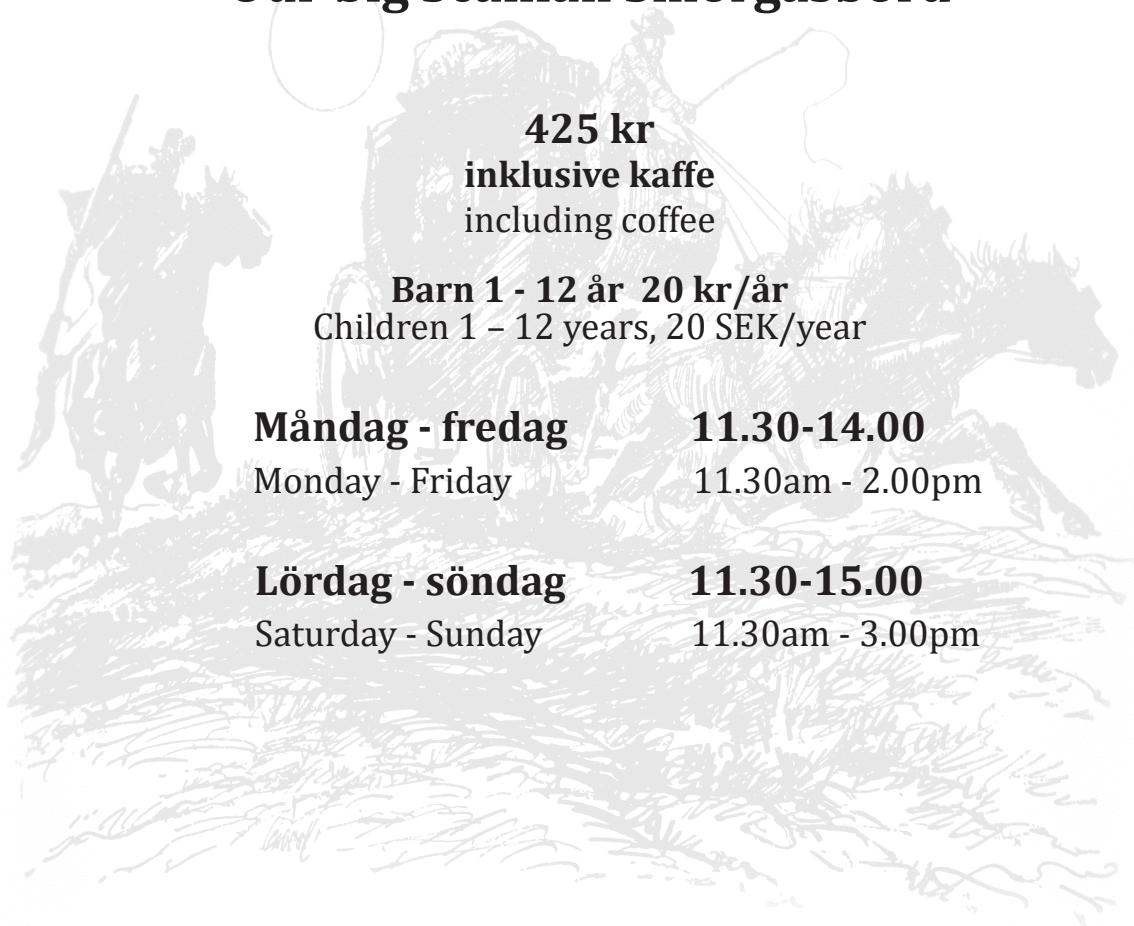 425 kr
inklusive kaffe
including coffee
Barn 1 - 12 år 20 kr/år
Children 1 – 12 years, 20 SEK/year
Måndag - fredag 11.30-14.00
Monday - Friday 11.30am - 2.00pm
Lördag - söndag 11.30-15.00
Saturday - Sunday 11.30am - 3.00pm